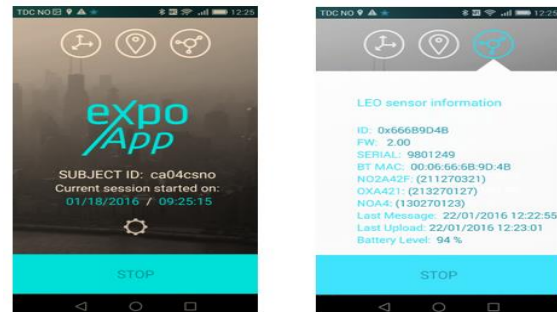 TDC NO
12:25
expo
App
SUBJECT ID: ca04csno
Current session started on:
01/18/2016 / 09:25:15
STOP
TDC NO
12:25
LEO sensor information
ID: 0x666B9D4B
FW: 2.00
SERIAL: 9801249
BT MAC: 00:06:66:6B:9D:4B
NO2A42F: (211270321)
OXA421: (213270127)
NOA4: (130270123)
Last Message: 22/01/2016 12:22:55
Last Upload: 22/01/2016 12:23:01
Battery Level: 94 %
STOP